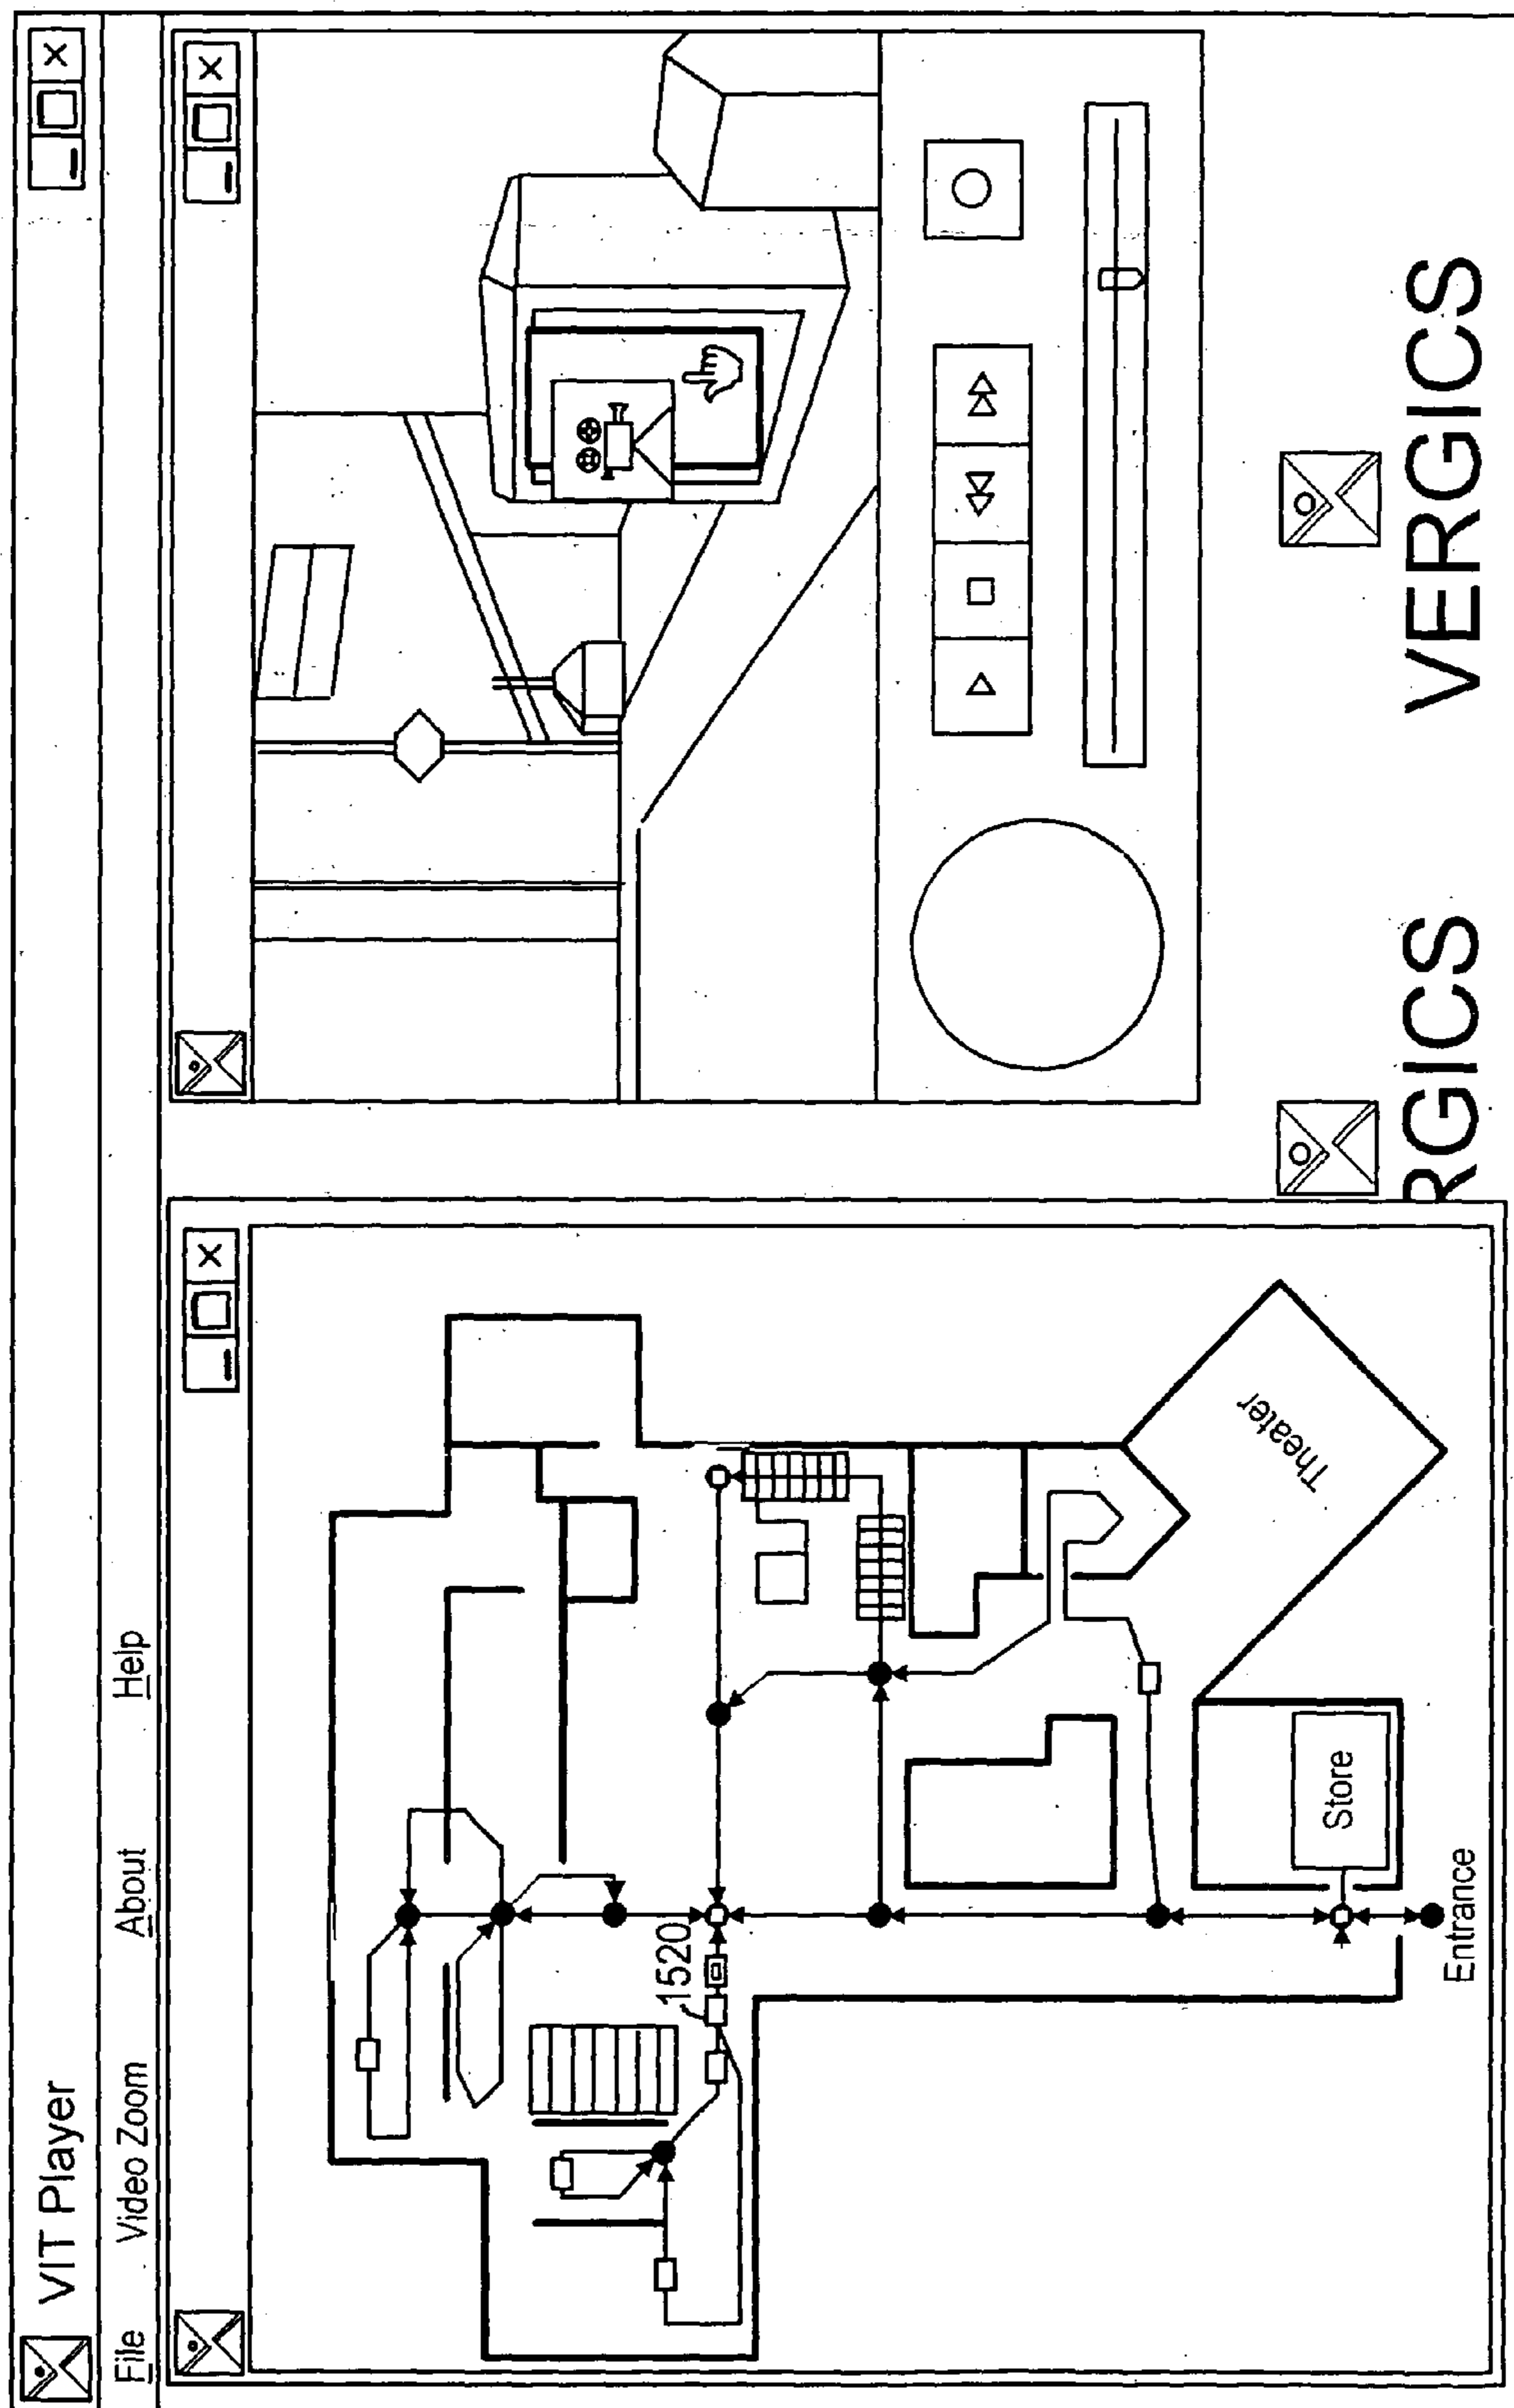 VIT Player
File Video Zoom About Help
1520
Theater
Store
Entrance
RGICS VERGICS